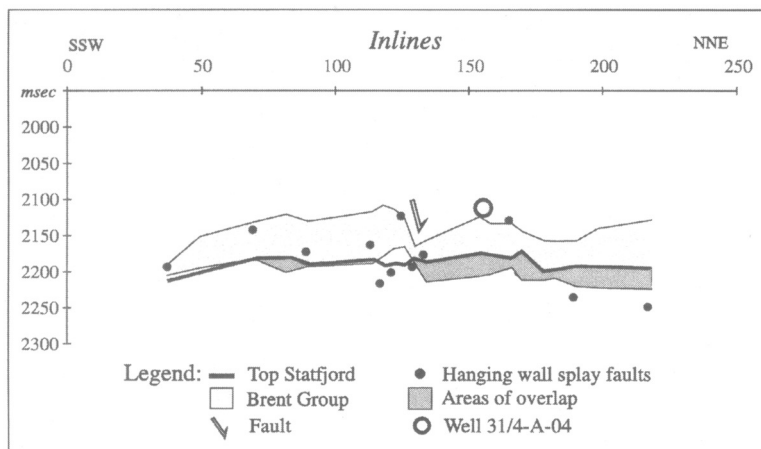 SSW Inlines NNE
0 50 100 150 200 250
msec
2000
2050
2100
2150
2200
2250
2300
Legend: Top Statfjord Hanging wall splay faults
Brent Group Areas of overlap
Fault Well 31/4-A-04